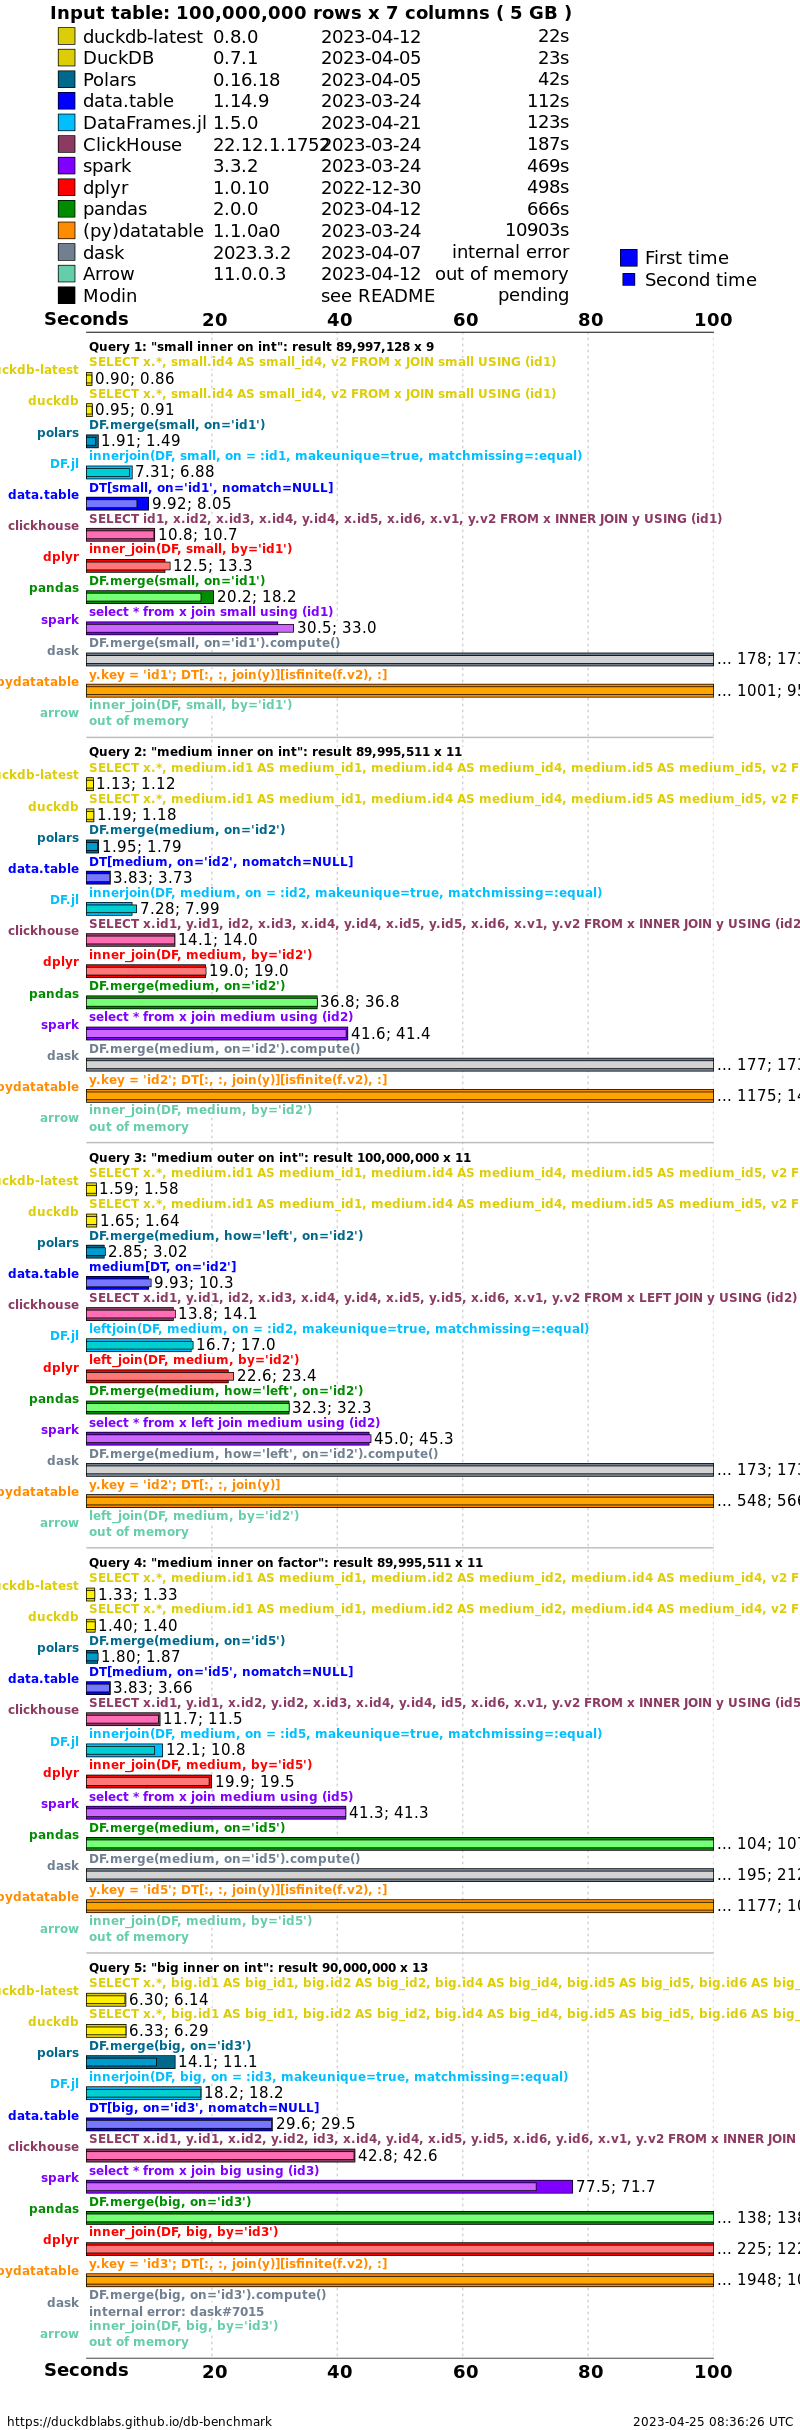 Input table: 100,000,000 rows x 7 columns ( 5 GB )
duckdb-latest 0.8.0 2023-04-12 22s
DuckDB 0.7.1 2023-04-05 23s
Polars 0.16.18 2023-04-05 42s
data.table 1.14.9 2023-03-24 112s
DataFrames.jl 1.5.0 2023-04-21 123s
ClickHouse 22.12.1.1752 2023-03-24 187s
spark 3.3.2 2023-03-24 469s
dplyr 1.0.10 2022-12-30 498s
pandas 2.0.0 2023-04-12 666s
(py)datatable 1.1.0a0 2023-03-24 10903s
dask 2023.3.2 2023-04-07 internal error
Arrow 11.0.0.3 2023-04-12 out of memory
Modin see README pending
First time
Second time
Seconds 20 40 60 80 100
Query 1: "small inner on int": result 89,997,128 x 9
SELECT x.*, small.id4 AS small_id4, v2 FROM x JOIN small USING (id1)
uckdb-latest 0.90; 0.86
SELECT x.*, small.id4 AS small_id4, v2 FROM x JOIN small USING (id1)
duckdb 0.95; 0.91
DF.merge(small, on='id1')
polars 1.91; 1.49
innerjoin(DF, small, on = :id1, makeunique=true, matchmissing=:equal)
DF.jl 7.31; 6.88
DT[small, on='id1', nomatch=NULL]
data.table 9.92; 8.05
SELECT id1, x.id2, x.id3, x.id4, y.id4, x.id5, x.id6, x.v1, y.v2 FROM x INNER JOIN y USING (id1)
clickhouse 10.8; 10.7
inner_join(DF, small, by='id1')
dplyr 12.5; 13.3
DF.merge(small, on='id1')
pandas 20.2; 18.2
select * from x join small using (id1)
spark 30.5; 33.0
DF.merge(small, on='id1').compute()
dask ... 178; 173
y.key = 'id1'; DT[:, :, join(y)][isfinite(f.v2), :]
pydatatable ... 1001; 95
inner_join(DF, small, by='id1')
arrow out of memory
Query 2: "medium inner on int": result 89,995,511 x 11
SELECT x.*, medium.id1 AS medium_id1, medium.id4 AS medium_id4, medium.id5 AS medium_id5, v2 F
uckdb-latest 1.13; 1.12
SELECT x.*, medium.id1 AS medium_id1, medium.id4 AS medium_id4, medium.id5 AS medium_id5, v2 F
duckdb 1.19; 1.18
DF.merge(medium, on='id2')
polars 1.95; 1.79
DT[medium, on='id2', nomatch=NULL]
data.table 3.83; 3.73
innerjoin(DF, medium, on = :id2, makeunique=true, matchmissing=:equal)
DF.jl 7.28; 7.99
SELECT x.id1, y.id1, id2, x.id3, x.id4, y.id4, x.id5, y.id5, x.id6, x.v1, y.v2 FROM x INNER JOIN y USING (id2
clickhouse 14.1; 14.0
inner_join(DF, medium, by='id2')
dplyr 19.0; 19.0
DF.merge(medium, on='id2')
pandas 36.8; 36.8
select * from x join medium using (id2)
spark 41.6; 41.4
DF.merge(medium, on='id2').compute()
dask ... 177; 173
y.key = 'id2'; DT[:, :, join(y)][isfinite(f.v2), :]
pydatatable ... 1175; 14
inner_join(DF, medium, by='id2')
arrow out of memory
Query 3: "medium outer on int": result 100,000,000 x 11
SELECT x.*, medium.id1 AS medium_id1, medium.id4 AS medium_id4, medium.id5 AS medium_id5, v2 F
uckdb-latest 1.59; 1.58
SELECT x.*, medium.id1 AS medium_id1, medium.id4 AS medium_id4, medium.id5 AS medium_id5, v2 F
duckdb 1.65; 1.64
DF.merge(medium, how='left', on='id2')
polars 2.85; 3.02
medium[DT, on='id2']
data.table 9.93; 10.3
SELECT x.id1, y.id1, id2, x.id3, x.id4, y.id4, x.id5, y.id5, x.id6, x.v1, y.v2 FROM x LEFT JOIN y USING (id2)
clickhouse 13.8; 14.1
leftjoin(DF, medium, on = :id2, makeunique=true, matchmissing=:equal)
DF.jl 16.7; 17.0
left_join(DF, medium, by='id2')
dplyr 22.6; 23.4
DF.merge(medium, how='left', on='id2')
pandas 32.3; 32.3
select * from x left join medium using (id2)
spark 45.0; 45.3
DF.merge(medium, how='left', on='id2').compute()
dask ... 173; 173
y.key = 'id2'; DT[:, :, join(y)]
pydatatable ... 548; 566
left_join(DF, medium, by='id2')
arrow out of memory
Query 4: "medium inner on factor": result 89,995,511 x 11
SELECT x.*, medium.id1 AS medium_id1, medium.id2 AS medium_id2, medium.id4 AS medium_id4, v2 F
uckdb-latest 1.33; 1.33
SELECT x.*, medium.id1 AS medium_id1, medium.id2 AS medium_id2, medium.id4 AS medium_id4, v2 F
duckdb 1.40; 1.40
DF.merge(medium, on='id5')
polars 1.80; 1.87
DT[medium, on='id5', nomatch=NULL]
data.table 3.83; 3.66
SELECT x.id1, y.id1, x.id2, y.id2, x.id3, x.id4, y.id4, id5, x.id6, x.v1, y.v2 FROM x INNER JOIN y USING (id5
clickhouse 11.7; 11.5
innerjoin(DF, medium, on = :id5, makeunique=true, matchmissing=:equal)
DF.jl 12.1; 10.8
inner_join(DF, medium, by='id5')
dplyr 19.9; 19.5
select * from x join medium using (id5)
spark 41.3; 41.3
DF.merge(medium, on='id5')
pandas ... 104; 107
DF.merge(medium, on='id5').compute()
dask ... 195; 212
y.key = 'id5'; DT[:, :, join(y)][isfinite(f.v2), :]
pydatatable ... 1177; 10
inner_join(DF, medium, by='id5')
arrow out of memory
Query 5: "big inner on int": result 90,000,000 x 13
SELECT x.*, big.id1 AS big_id1, big.id2 AS big_id2, big.id4 AS big_id4, big.id5 AS big_id5, big.id6 AS big_
uckdb-latest 6.30; 6.14
SELECT x.*, big.id1 AS big_id1, big.id2 AS big_id2, big.id4 AS big_id4, big.id5 AS big_id5, big.id6 AS big_
duckdb 6.33; 6.29
DF.merge(big, on='id3')
polars 14.1; 11.1
innerjoin(DF, big, on = :id3, makeunique=true, matchmissing=:equal)
DF.jl 18.2; 18.2
DT[big, on='id3', nomatch=NULL]
data.table 29.6; 29.5
SELECT x.id1, y.id1, x.id2, y.id2, id3, x.id4, y.id4, x.id5, y.id5, x.id6, y.id6, x.v1, y.v2 FROM x INNER JOIN
clickhouse 42.8; 42.6
select * from x join big using (id3)
spark 77.5; 71.7
DF.merge(big, on='id3')
pandas ... 138; 138
inner_join(DF, big, by='id3')
dplyr ... 225; 122
y.key = 'id3'; DT[:, :, join(y)][isfinite(f.v2), :]
pydatatable ... 1948; 10
DF.merge(big, on='id3').compute()
dask internal error: dask#7015
inner_join(DF, big, by='id3')
arrow out of memory
Seconds 20 40 60 80 100
https://duckdblabs.github.io/db-benchmark 2023-04-25 08:36:26 UTC